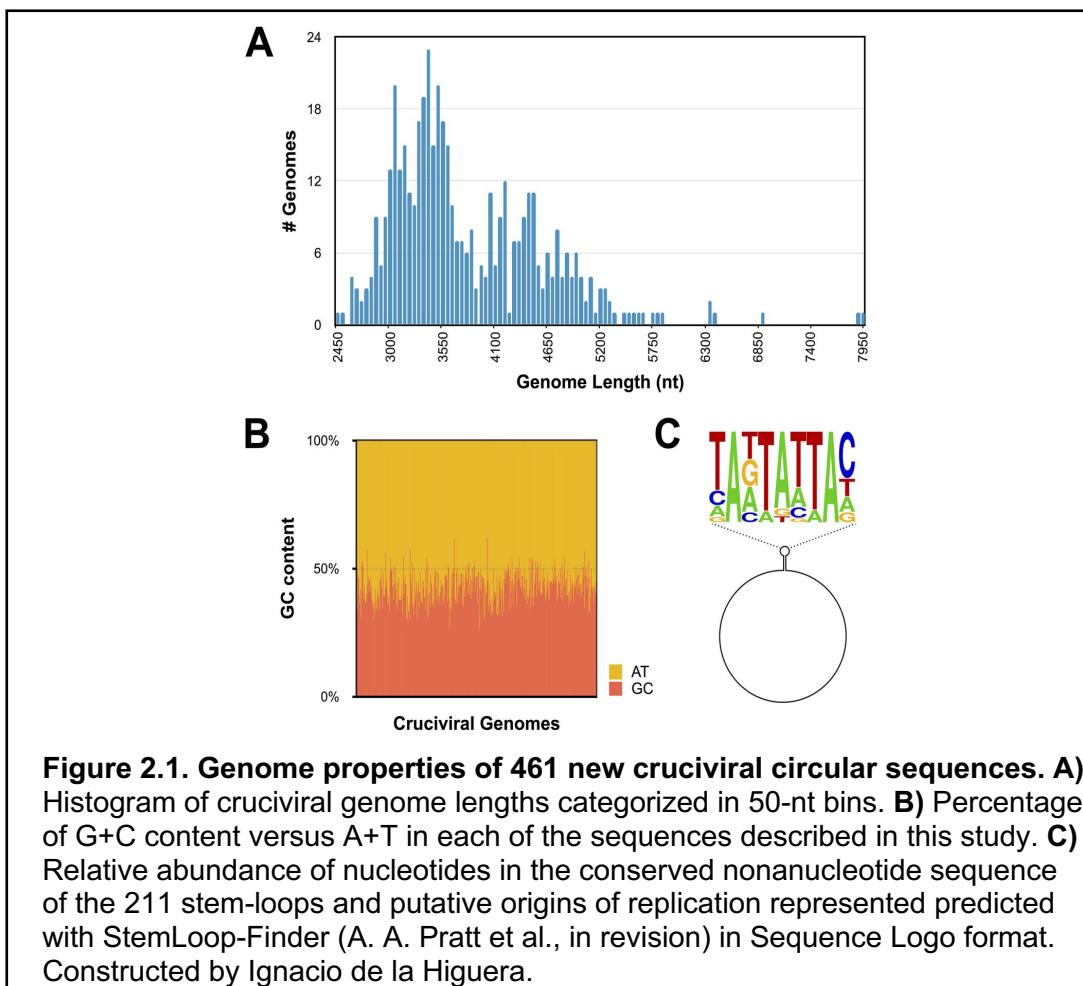 A
24
18
12
6
0
# Genomes
2450
3000
3550
4100
4650
5200
5750
6300
6850
7400
7950
Genome Length (nt)
B
100%
50%
0%
GC content
AT
GC
Cruciviral Genomes
C
TATTATTAC
CAGATAATAT
Figure 2.1. Genome properties of 461 new cruciviral circular sequences. A)
Histogram of cruciviral genome lengths categorized in 50-nt bins. B) Percentage
of G+C content versus A+T in each of the sequences described in this study. C)
Relative abundance of nucleotides in the conserved nonanucleotide sequence
of the 211 stem-loops and putative origins of replication represented predicted
with StemLoop-Finder (A. A. Pratt et al., in revision) in Sequence Logo format.
Constructed by Ignacio de la Higuera.